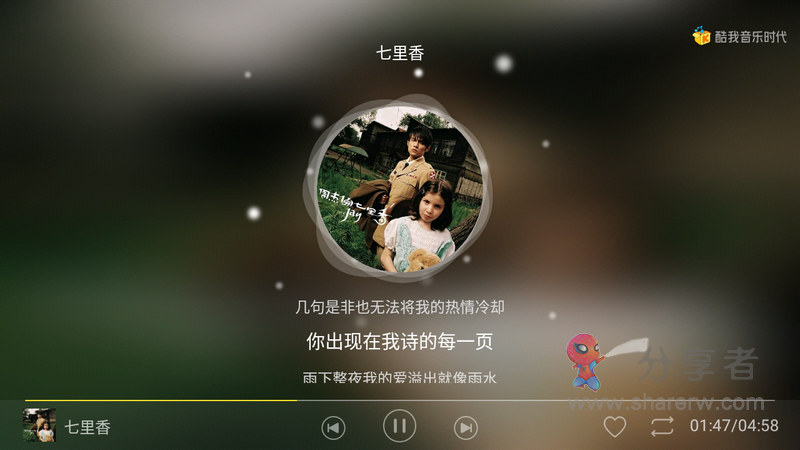 酷我音乐时代
七里香
周杰伦七里香
Jay
几句是非也无法将我的热情冷却
你出现在我诗的每一页
雨下整夜我的爱溢出就像雨水
分享者
www.sharerw.com
七里香
01:47/04:58